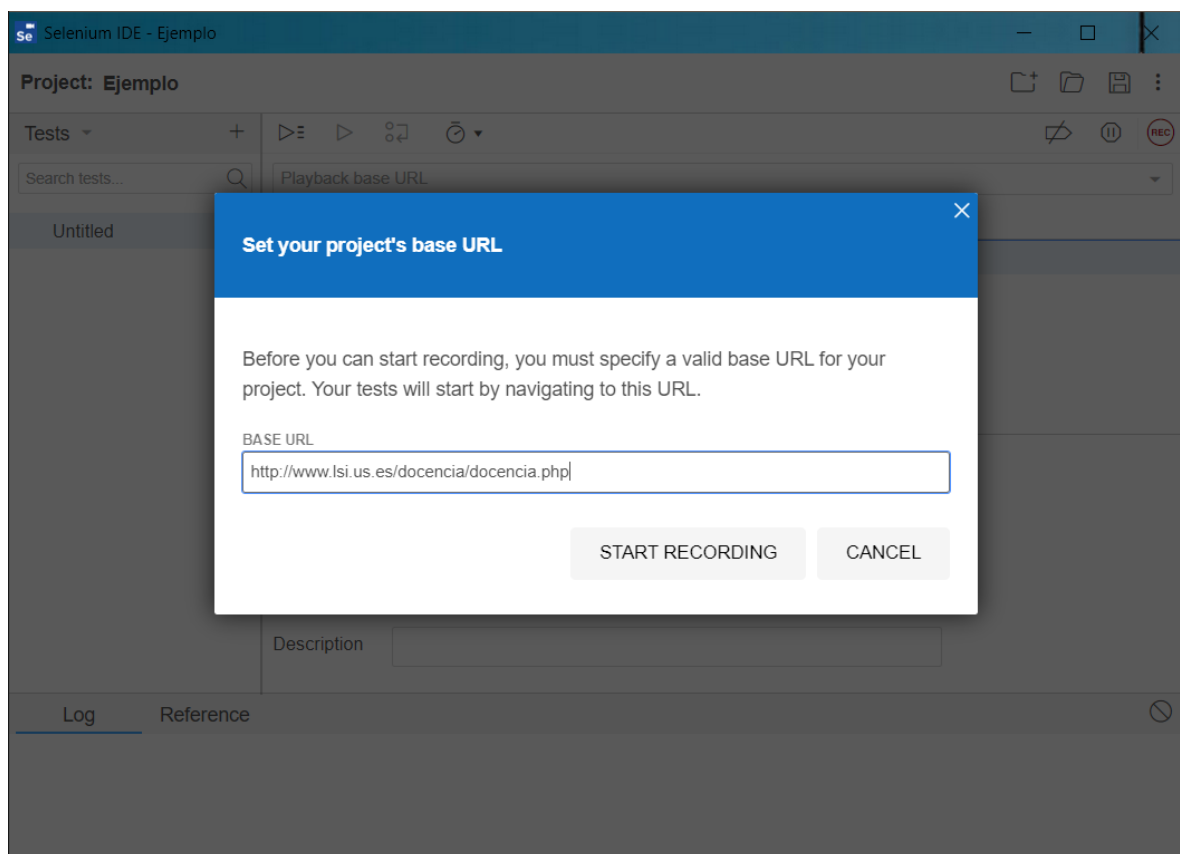 Se Selenium IDE - Ejemplo
Project: Ejemplo
Tests
Search tests...
Playback base URL
REC
Untitled
Set your project's base URL
Before you can start recording, you must specify a valid base URL for your
project. Your tests will start by navigating to this URL.
BASE URL
http://www.lsi.us.es/docencia/docencia.php
START RECORDING CANCEL
Description
Log Reference